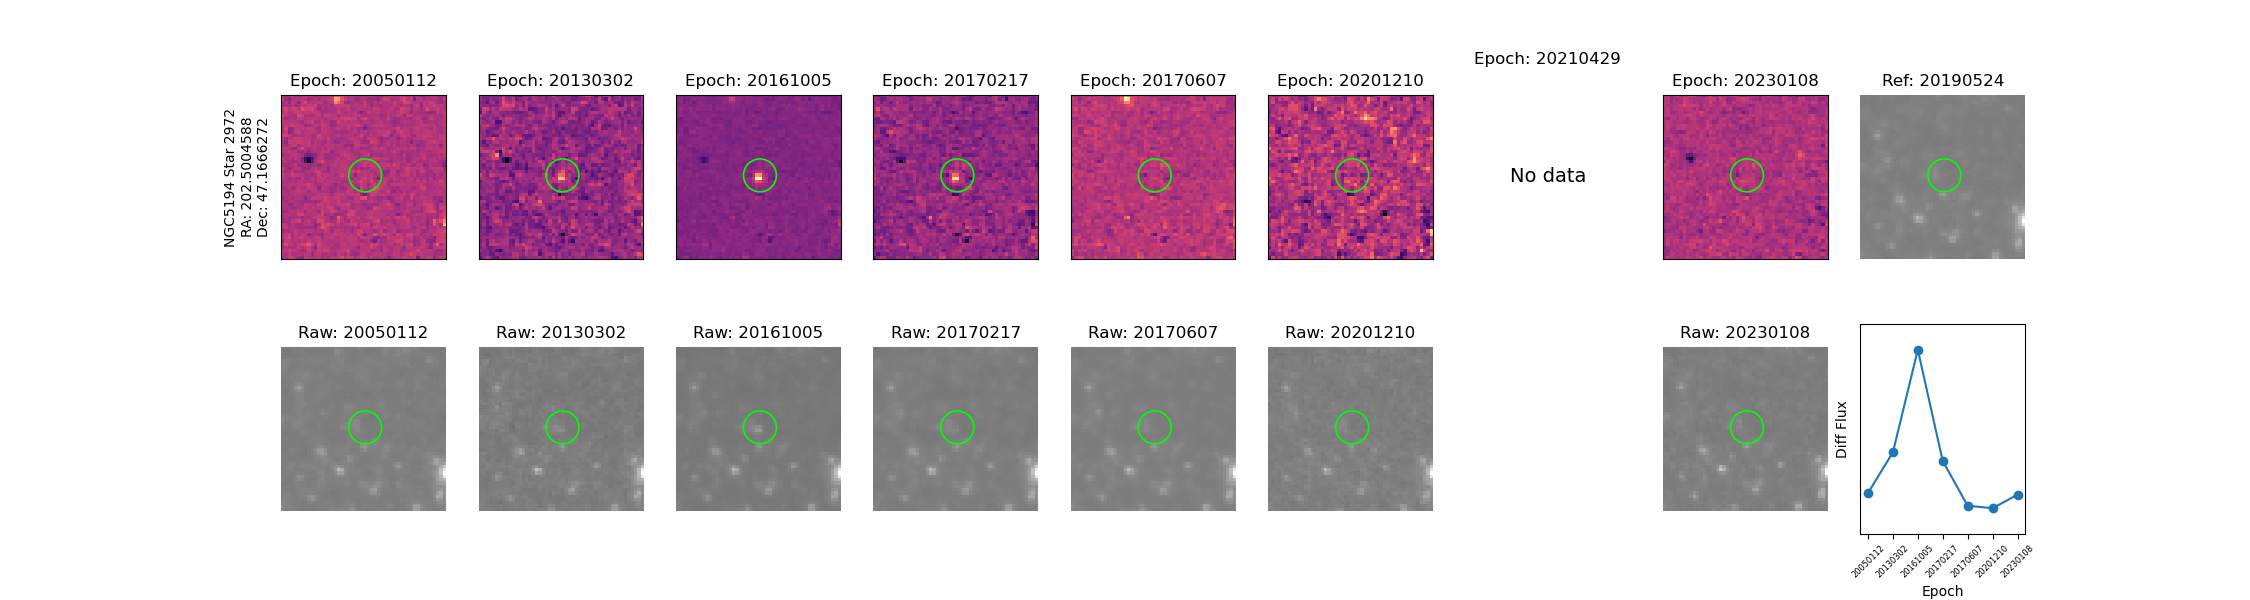 Epoch: 20050112
Epoch: 20130302
Epoch: 20161005
Epoch: 20170217
Epoch: 20170607
Epoch: 20201210
Epoch: 20210429
Epoch: 20230108
Ref: 20190524
NGC5194 Star 2972
RA: 202.5004588
Dec: 47.1666272
No data
Raw: 20050112
Raw: 20130302
Raw: 20161005
Raw: 20170217
Raw: 20170607
Raw: 20201210
Raw: 20230108
Diff Flux
20050112
20130302
20161005
20170217
20170607
20201210
20230108
Epoch